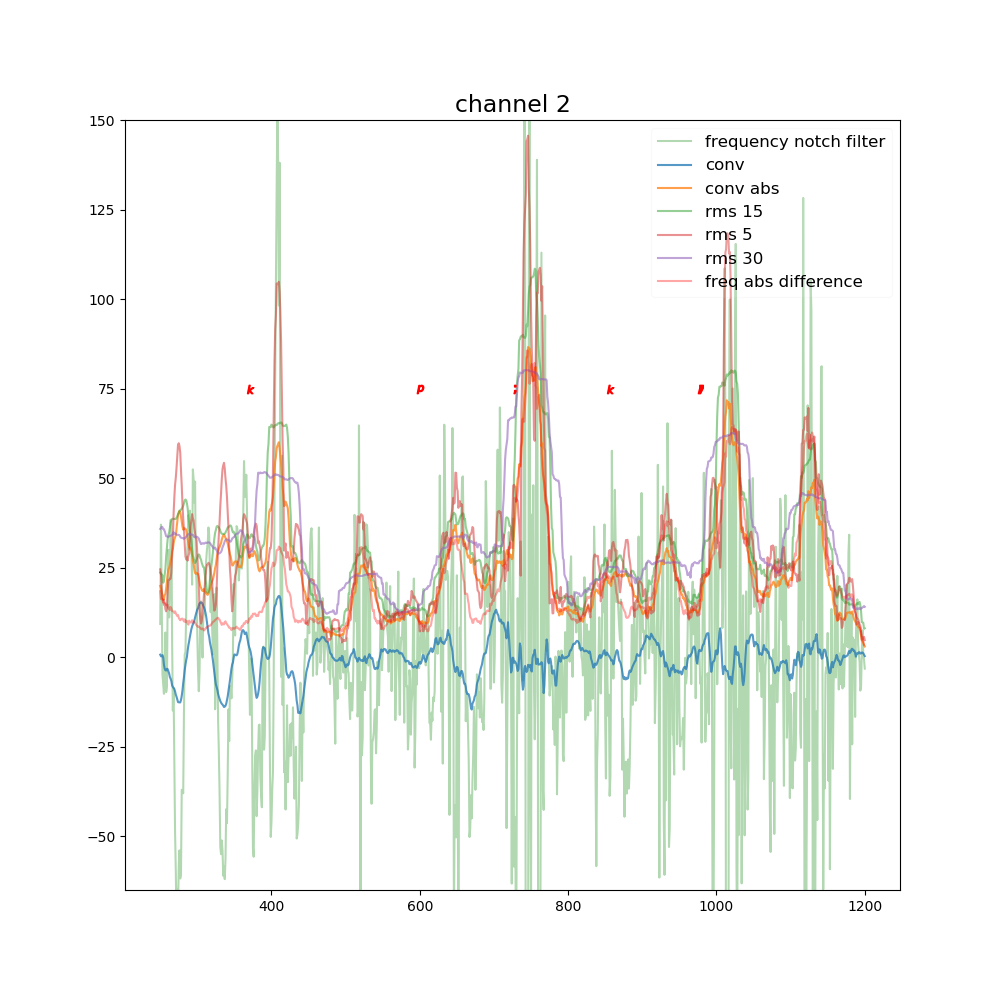 channel 2
150
125
100
75
50
25
0
−25
−50
frequency notch filter
conv
conv abs
rms 15
rms 5
rms 30
freq abs difference
k p ; k
400 600 800 1000 1200